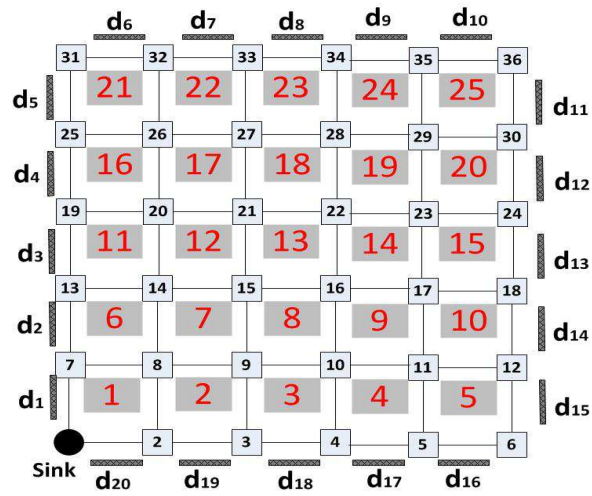 d6 d7 d8 d9 d10
31 32 33 34 35 36
d5 21 22 23 24 25 d11
25 26 27 28 29 30
d4 16 17 18 19 20 d12
19 20 21 22 23 24
d3 11 12 13 14 15 d13
13 14 15 16 17 18
d2 6 7 8 9 10 d14
7 8 9 10 11 12
d1 1 2 3 4 5 d15
2 3 4 5 6
Sink d20 d19 d18 d17 d16